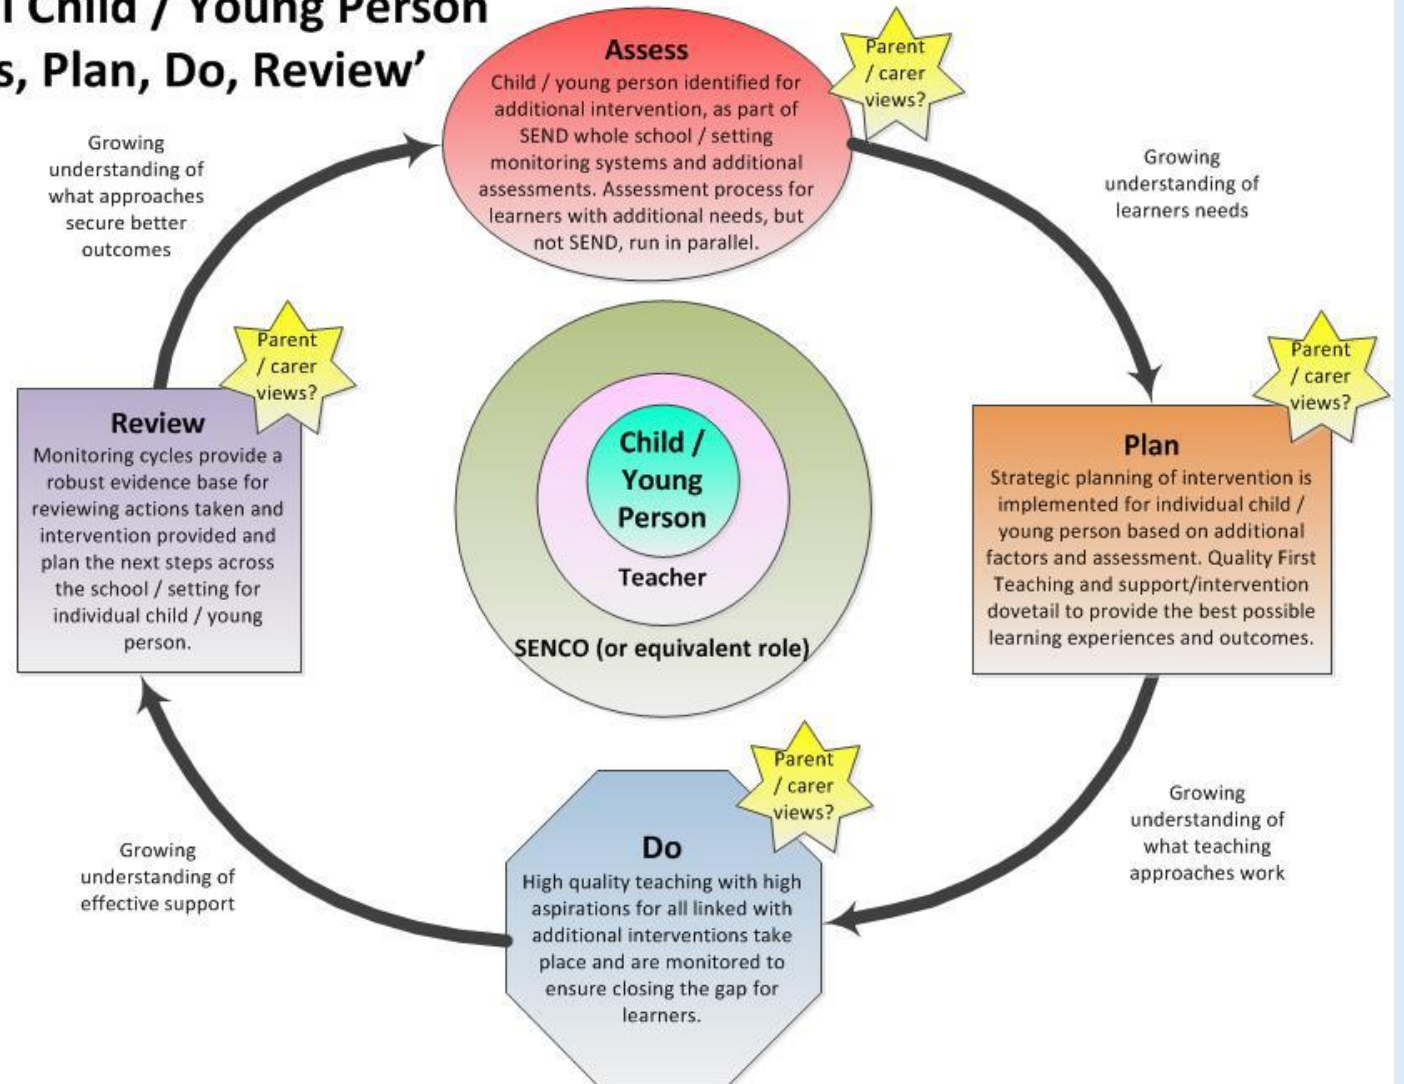 l Child / Young Person
s, Plan, Do, Review’
Assess
Child / young person identified for
additional intervention, as part of
SEND whole school / setting
monitoring systems and additional
assessments. Assessment process for
learners with additional needs, but
not SEND, run in parallel.
Parent
/ carer
views?
Growing
understanding of
learners needs
Parent
/ carer
views?
Plan
Strategic planning of intervention is
implemented for individual child /
young person based on additional
factors and assessment. Quality First
Teaching and support/intervention
dovetail to provide the best possible
learning experiences and outcomes.
Growing
understanding of
what teaching
approaches work
Parent
/ carer
views?
Do
High quality teaching with high
aspirations for all linked with
additional interventions take
place and are monitored to
ensure closing the gap for
learners.
Growing
understanding of
effective support
Parent
/ carer
views?
Review
Monitoring cycles provide a
robust evidence base for
reviewing actions taken and
intervention provided and
plan the next steps across
the school / setting for
individual child / young
person.
Growing
understanding of
what approaches
secure better
outcomes
Child /
Young
Person
Teacher
SENCO (or equivalent role)